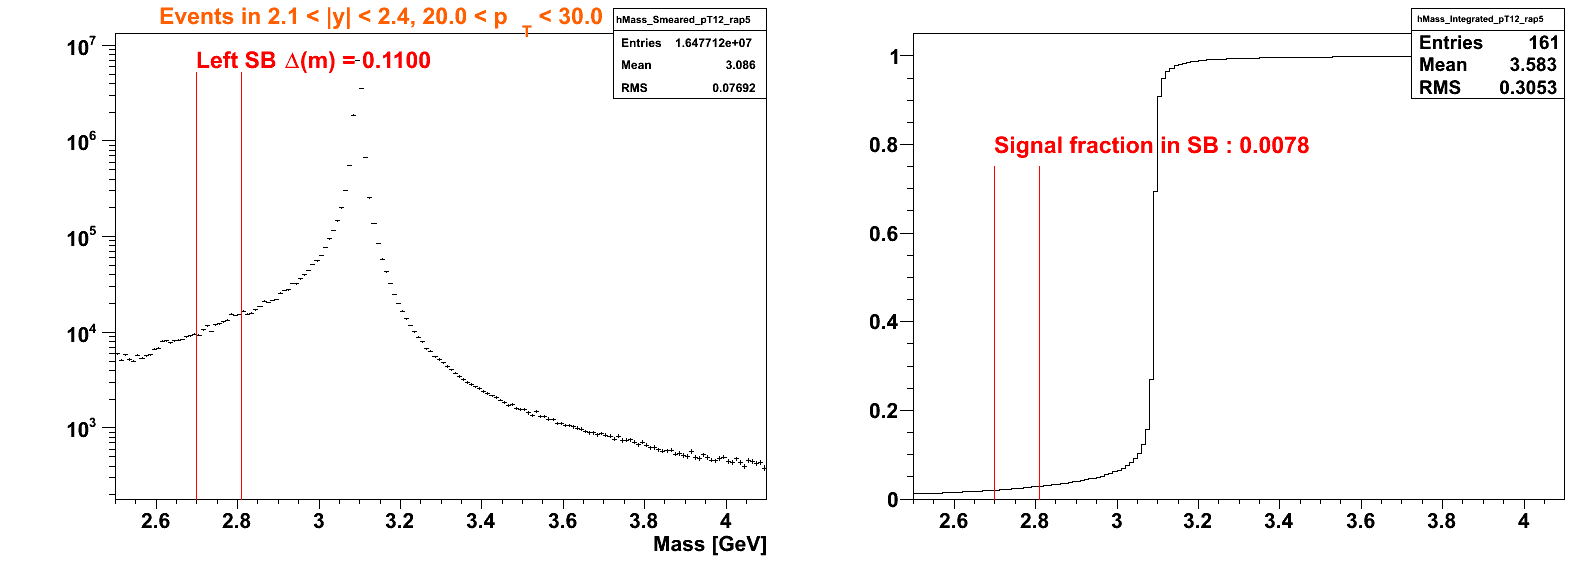 Events in 2.1 < |y| < 2.4, 20.0 < p_T < 30.0
hMass_Smeared_pT12_rap5
Entries 1.647712e+07
Mean 3.086
RMS 0.07692
Left SB Δ(m) = 0.1100
10^7
10^6
10^5
10^4
10^3
2.6 2.8 3 3.2 3.4 3.6 3.8 4
Mass [GeV]
hMass_Integrated_pT12_rap5
Entries 161
Mean 3.583
RMS 0.3053
Signal fraction in SB : 0.0078
1
0.8
0.6
0.4
0.2
0
2.6 2.8 3 3.2 3.4 3.6 3.8 4